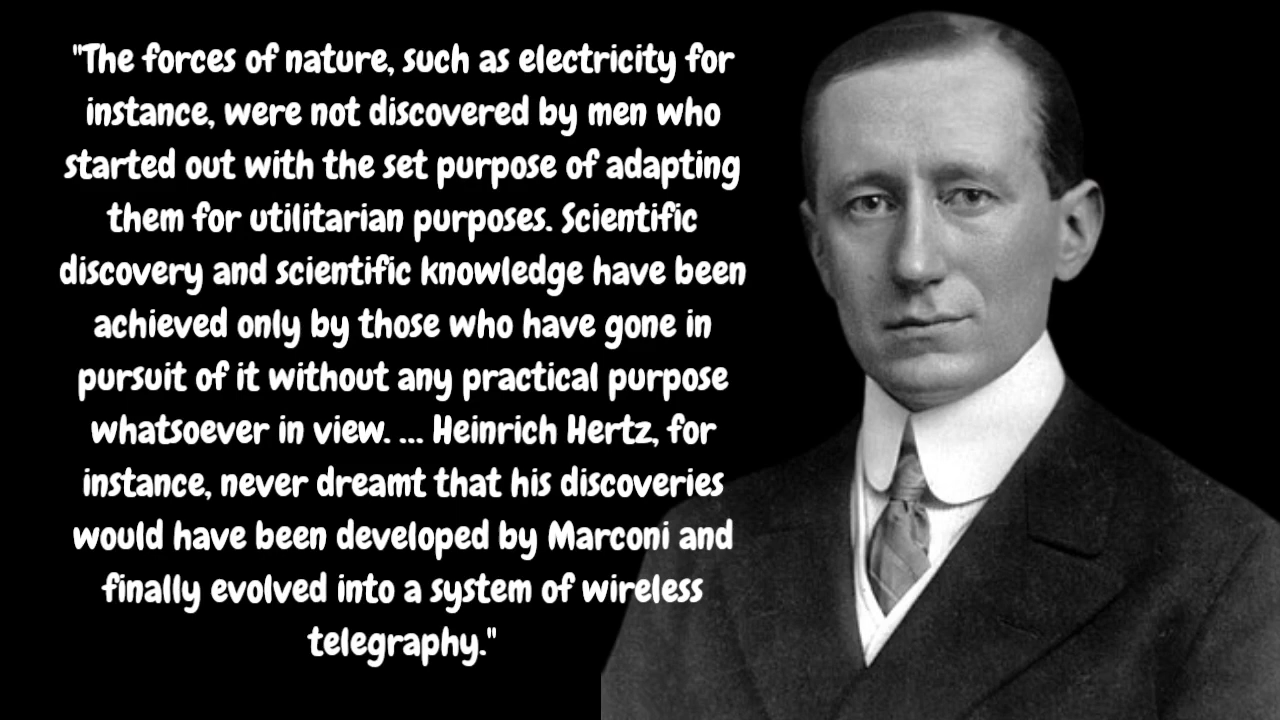 "The forces of nature, such as electricity for
instance, were not discovered by men who
started out with the set purpose of adapting
them for utilitarian purposes. Scientific
discovery and scientific knowledge have been
achieved only by those who have gone in
pursuit of it without any practical purpose
whatsoever in view. ... Heinrich Hertz, for
instance, never dreamt that his discoveries
would have been developed by Marconi and
finally evolved into a system of wireless
telegraphy."